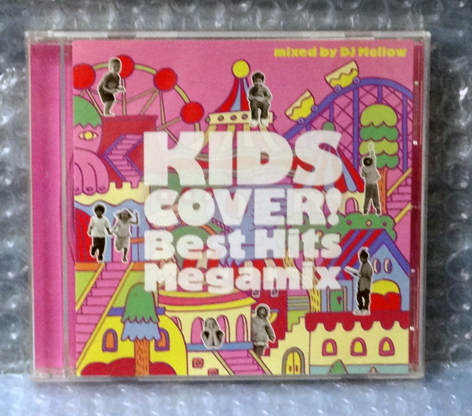 mixed by DJ Mellow
KIDS
COVER!
Best Hits
Megamix